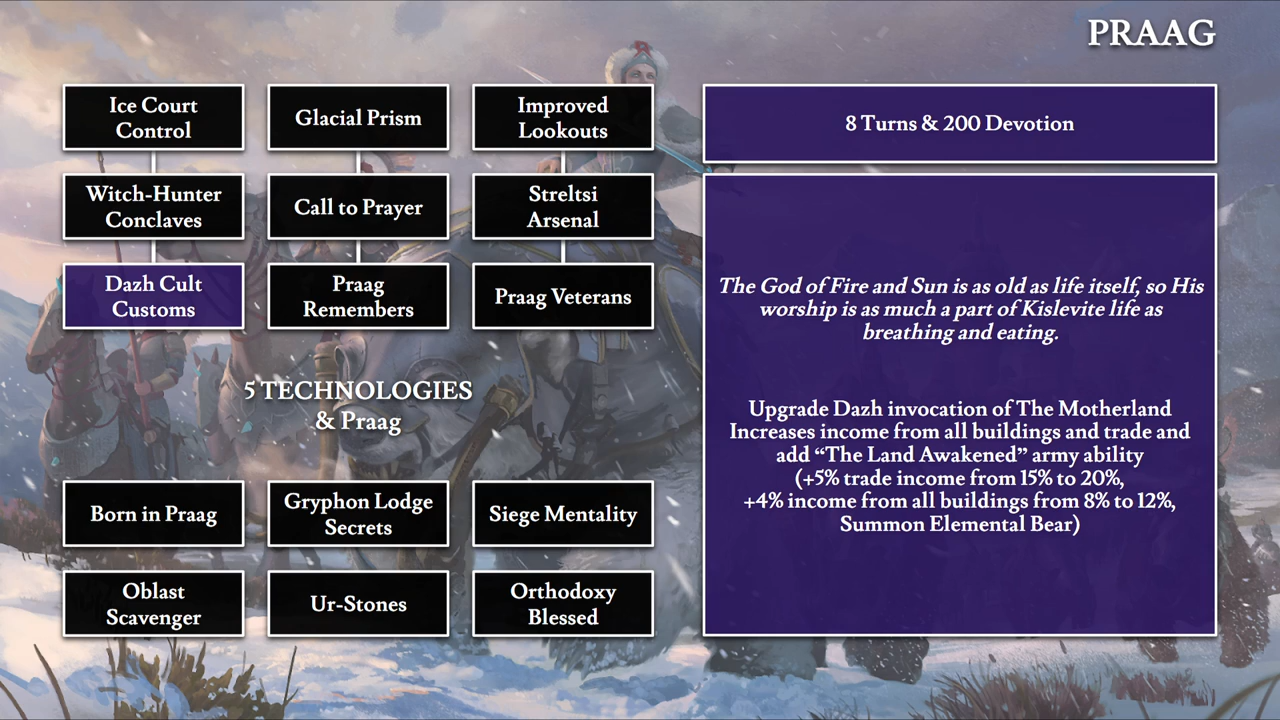 PRAAG
Ice Court
Control
Glacial Prism
Improved
Lookouts
Witch-Hunter
Conclaves
Call to Prayer
Streltsi
Arsenal
Dazh Cult
Customs
Praag
Remembers
Praag Veterans
5 TECHNOLOGIES
& Praag
Born in Praag
Gryphon Lodge
Secrets
Siege Mentality
Oblast
Scavenger
Ur-Stones
Orthodoxy
Blessed
8 Turns & 200 Devotion
The God of Fire and Sun is as old as life itself, so His
worship is as much a part of Kislevite life as
breathing and eating.
Upgrade Dazh invocation of The Motherland
Increases income from all buildings and trade and
add “The Land Awakened” army ability
(+5% trade income from 15% to 20%,
+4% income from all buildings from 8% to 12%,
Summon Elemental Bear)